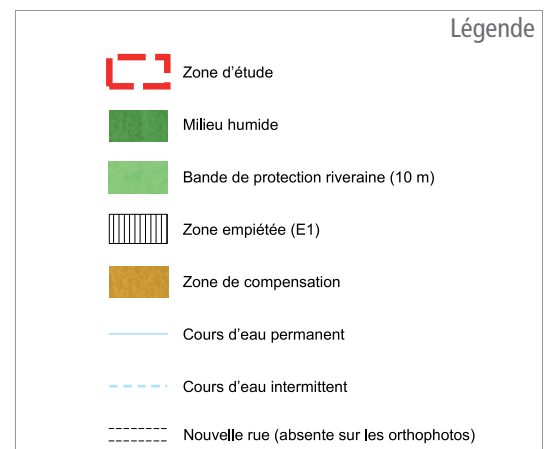 Légende
Zone d'étude
Milieu humide
Bande de protection riveraine (10 m)
Zone empiétée (E1)
Zone de compensation
Cours d'eau permanent
Cours d'eau intermittent
Nouvelle rue (absente sur les orthophotos)